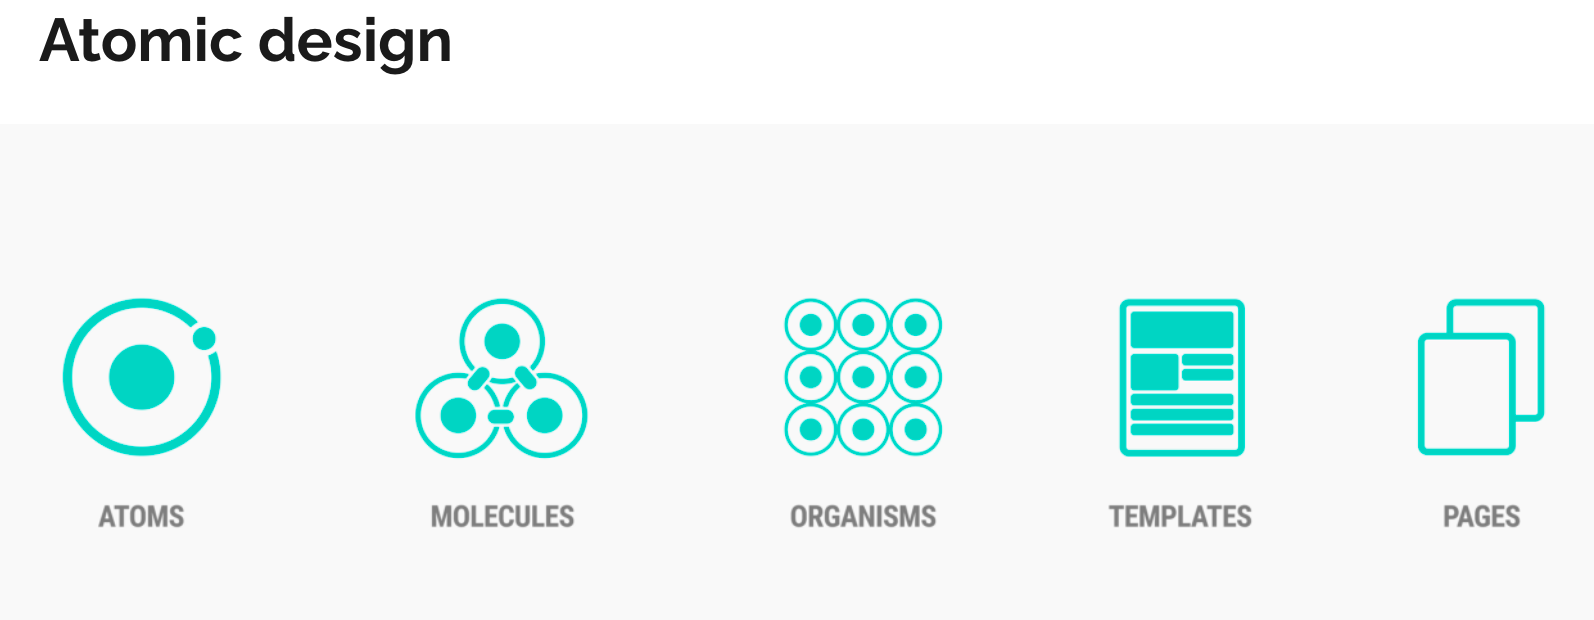 Atomic design
ATOMS
MOLECULES
ORGANISMS
TEMPLATES
PAGES